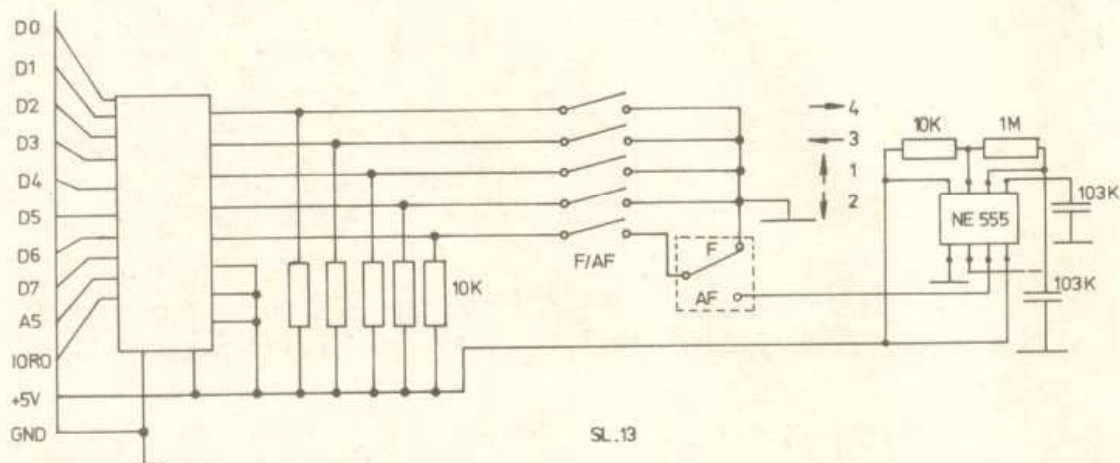 D0
D1
D2
D3
D4
D5
D6
D7
A5
IORQ
+5V
GND
10K
F/AF
F
AF
4
3
1
2
10K
1M
NE 555
103K
103K
SL.13